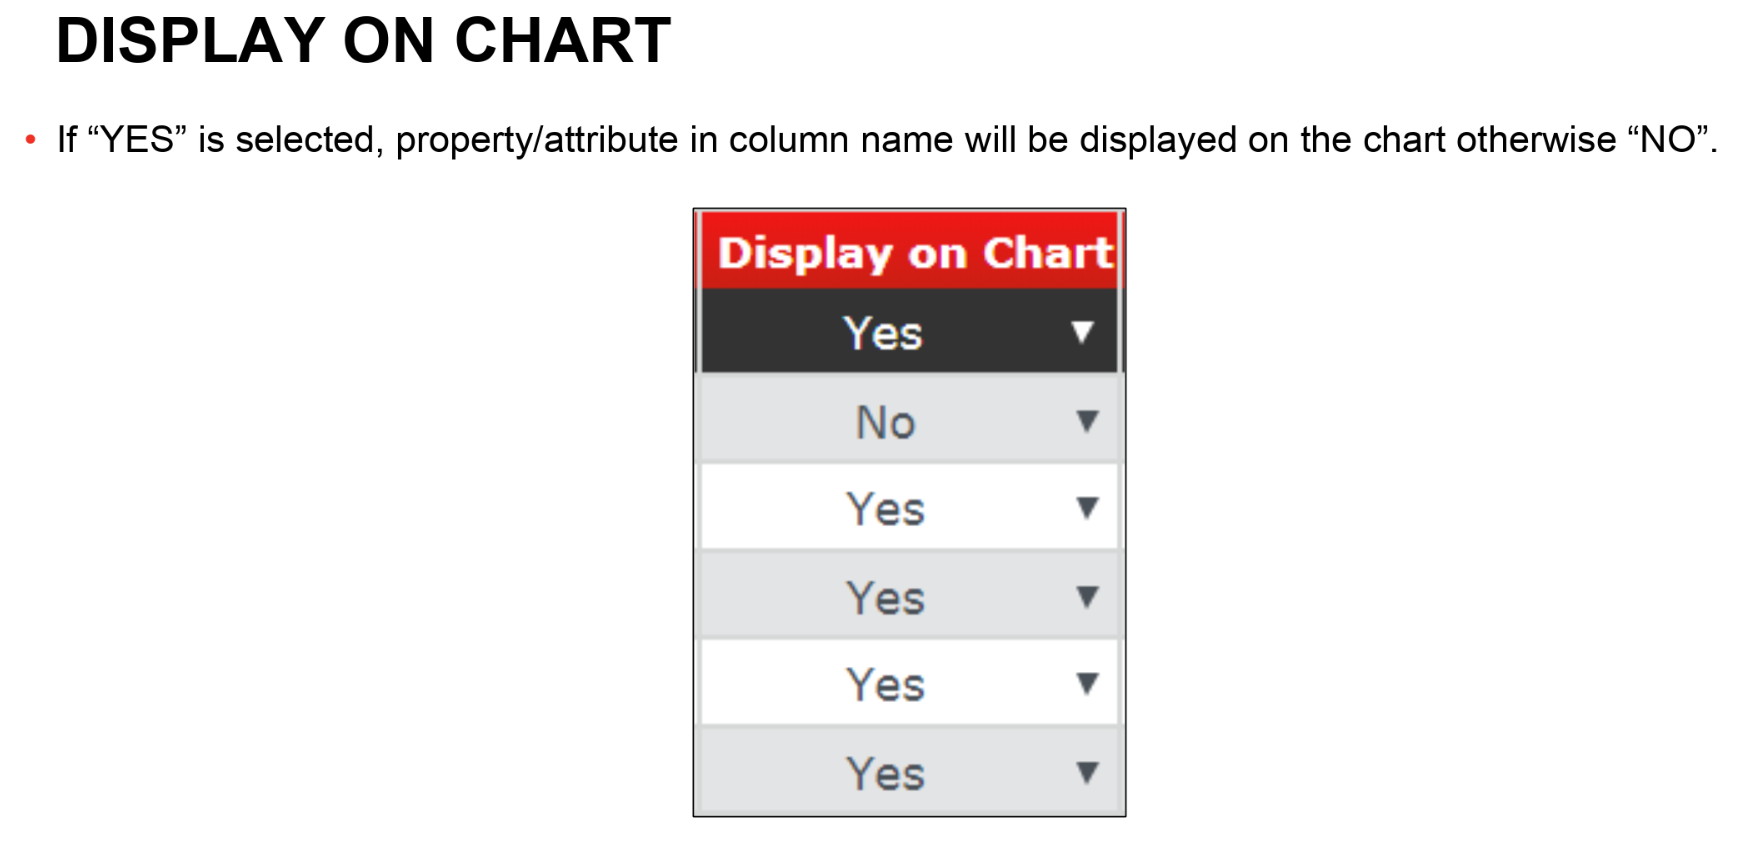 DISPLAY ON CHART
• If “YES” is selected, property/attribute in column name will be displayed on the chart otherwise “NO”.
Display on Chart
Yes ▼
No ▼
Yes ▼
Yes ▼
Yes ▼
Yes ▼